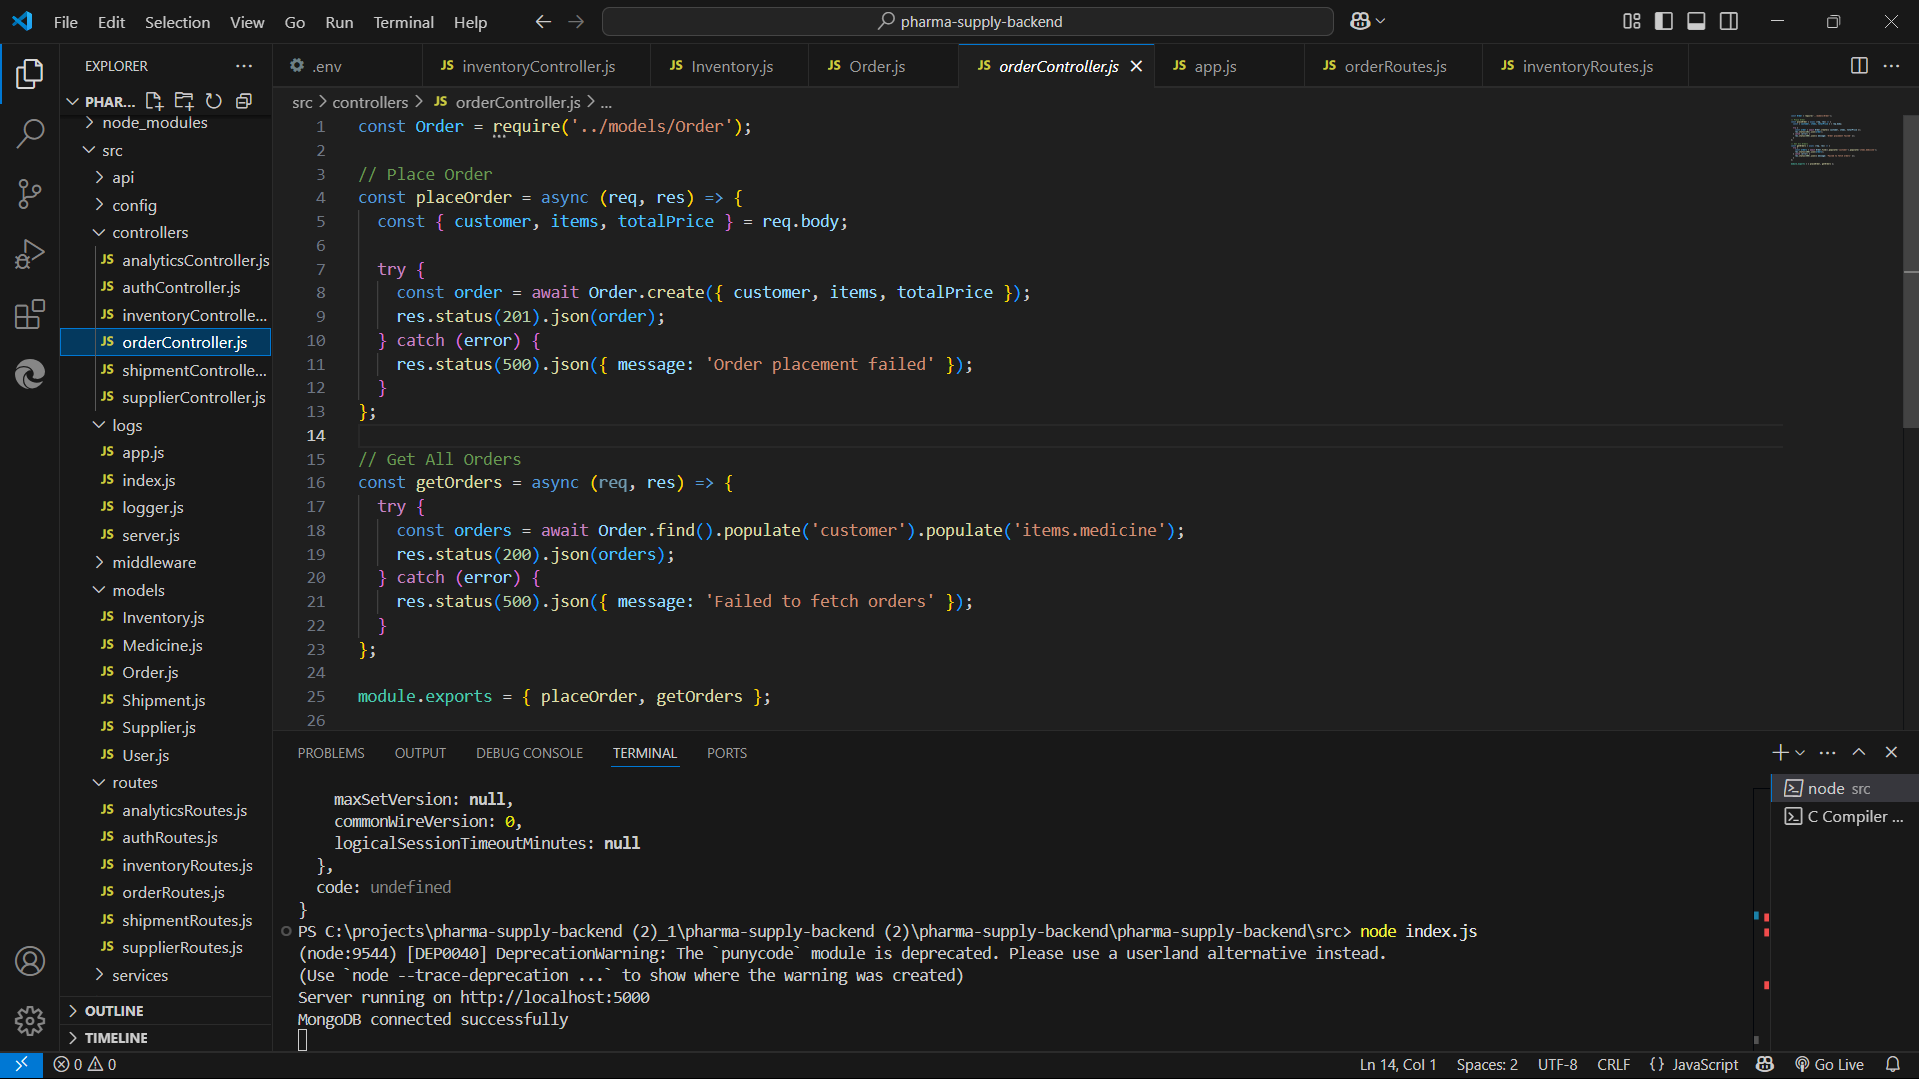 File Edit Selection View Go Run Terminal Help
pharma-supply-backend
EXPLORER
PHAR...
node_modules
src
api
config
controllers
JS analyticsController.js
JS authController.js
JS inventoryControlle...
JS orderController.js
JS shipmentControlle...
JS supplierController.js
logs
JS app.js
JS index.js
JS logger.js
JS server.js
middleware
models
JS Inventory.js
JS Medicine.js
JS Order.js
JS Shipment.js
JS Supplier.js
JS User.js
routes
JS analyticsRoutes.js
JS authRoutes.js
JS inventoryRoutes.js
JS orderRoutes.js
JS shipmentRoutes.js
JS supplierRoutes.js
services
OUTLINE
TIMELINE
.env JS inventoryController.js JS Inventory.js JS Order.js JS orderController.js JS app.js JS orderRoutes.js JS inventoryRoutes.js
src > controllers > JS orderController.js > ...
1 const Order = require('../models/Order');
2
3 // Place Order
4 const placeOrder = async (req, res) => {
5 const { customer, items, totalPrice } = req.body;
6
7 try {
8 const order = await Order.create({ customer, items, totalPrice });
9 res.status(201).json(order);
10 } catch (error) {
11 res.status(500).json({ message: 'Order placement failed' });
12 }
13 };
14
15 // Get All Orders
16 const getOrders = async (req, res) => {
17 try {
18 const orders = await Order.find().populate('customer').populate('items.medicine');
19 res.status(200).json(orders);
20 } catch (error) {
21 res.status(500).json({ message: 'Failed to fetch orders' });
22 }
23 };
24
25 module.exports = { placeOrder, getOrders };
26
PROBLEMS OUTPUT DEBUG CONSOLE TERMINAL PORTS
maxSetVersion: null,
commonWireVersion: 0,
logicalSessionTimeoutMinutes: null
},
code: undefined
}
PS C:\projects\pharma-supply-backend (2)_1\pharma-supply-backend (2)\pharma-supply-backend\pharma-supply-backend\src> node index.js
(node:9544) [DEP0040] DeprecationWarning: The `punycode` module is deprecated. Please use a userland alternative instead.
(Use `node --trace-deprecation ...` to show where the warning was created)
Server running on http://localhost:5000
MongoDB connected successfully
node src
C Compiler ...
0 0
Ln 14, Col 1 Spaces: 2 UTF-8 CRLF {} JavaScript Go Live